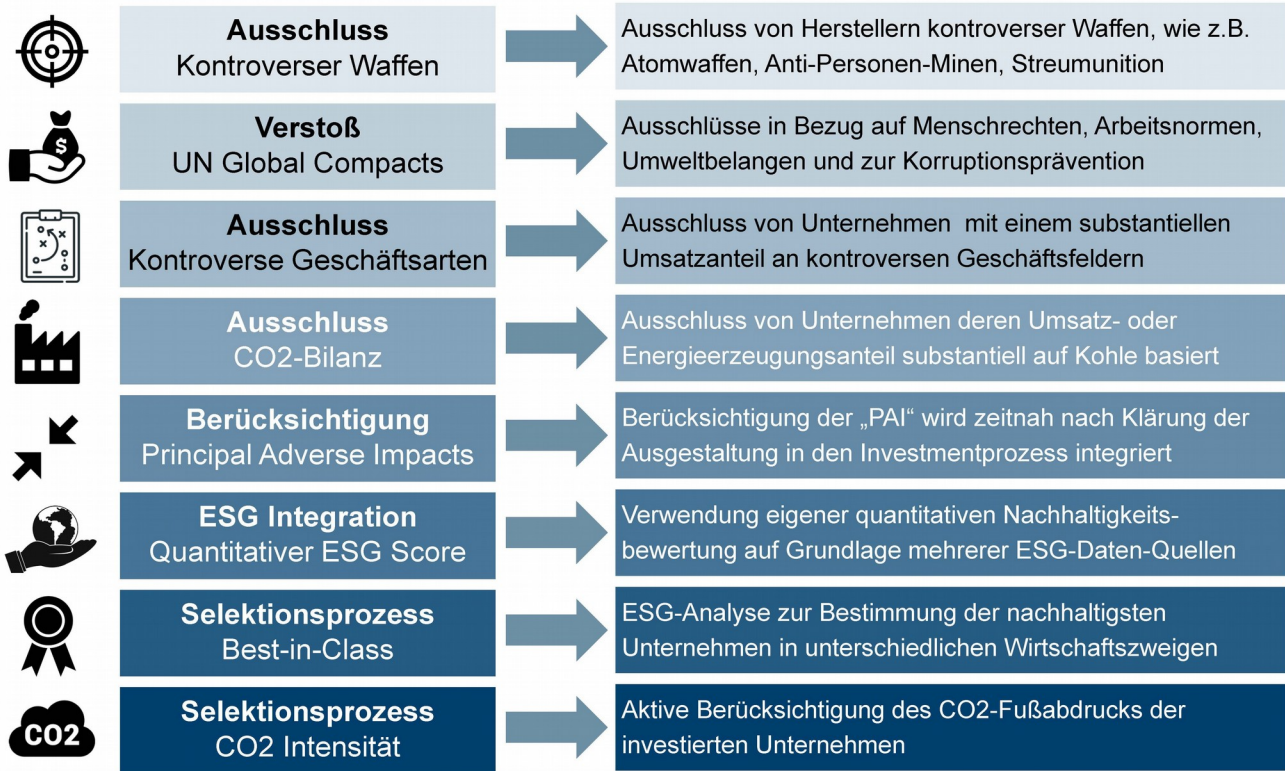 Ausschluss
Kontroverser Waffen
Ausschluss von Herstellern kontroverser Waffen, wie z.B.
Atomwaffen, Anti-Personen-Minen, Streumunition
$
Verstoß
UN Global Compacts
Ausschlüsse in Bezug auf Menschrechten, Arbeitsnormen,
Umweltbelangen und zur Korruptionsprävention
Ausschluss
Kontroverse Geschäftsarten
Ausschluss von Unternehmen mit einem substantiellen
Umsatzanteil an kontroversen Geschäftsfeldern
Ausschluss
CO2-Bilanz
Ausschluss von Unternehmen deren Umsatz- oder
Energieerzeugungsanteil substantiell auf Kohle basiert
Berücksichtigung
Principal Adverse Impacts
Berücksichtigung der „PAI“ wird zeitnah nach Klärung der
Ausgestaltung in den Investmentprozess integriert
ESG Integration
Quantitativer ESG Score
Verwendung eigener quantitativen Nachhaltigkeits-
bewertung auf Grundlage mehrerer ESG-Daten-Quellen
Selektionsprozess
Best-in-Class
ESG-Analyse zur Bestimmung der nachhaltigsten
Unternehmen in unterschiedlichen Wirtschaftszweigen
CO2
Selektionsprozess
CO2 Intensität
Aktive Berücksichtigung des CO2-Fußabdrucks der
investierten Unternehmen